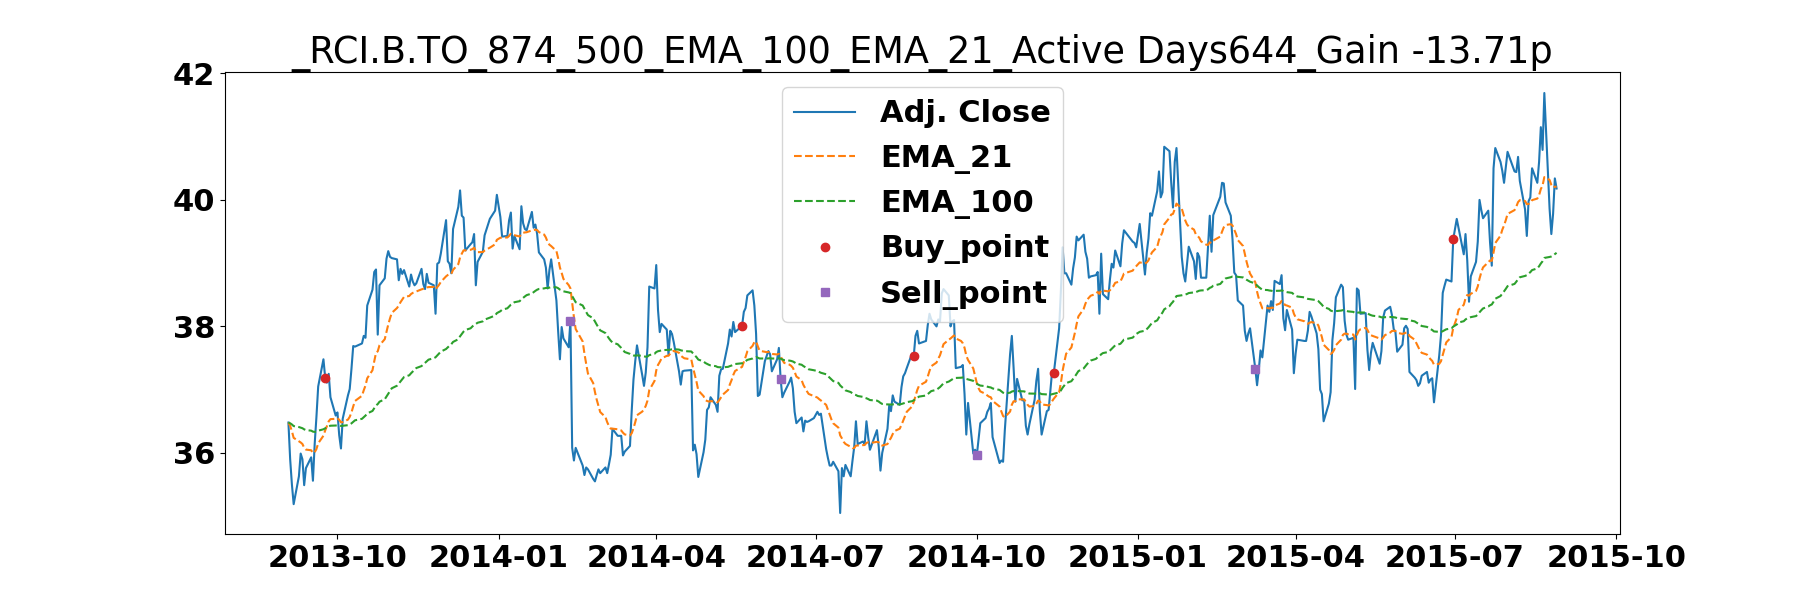 _RCI.B.TO_874_500_EMA_100_EMA_21_Active Days644_Gain -13.71p
42
40
38
36
Adj. Close
EMA_21
EMA_100
Buy_point
Sell_point
2013-10 2014-01 2014-04 2014-07 2014-10 2015-01 2015-04 2015-07 2015-10